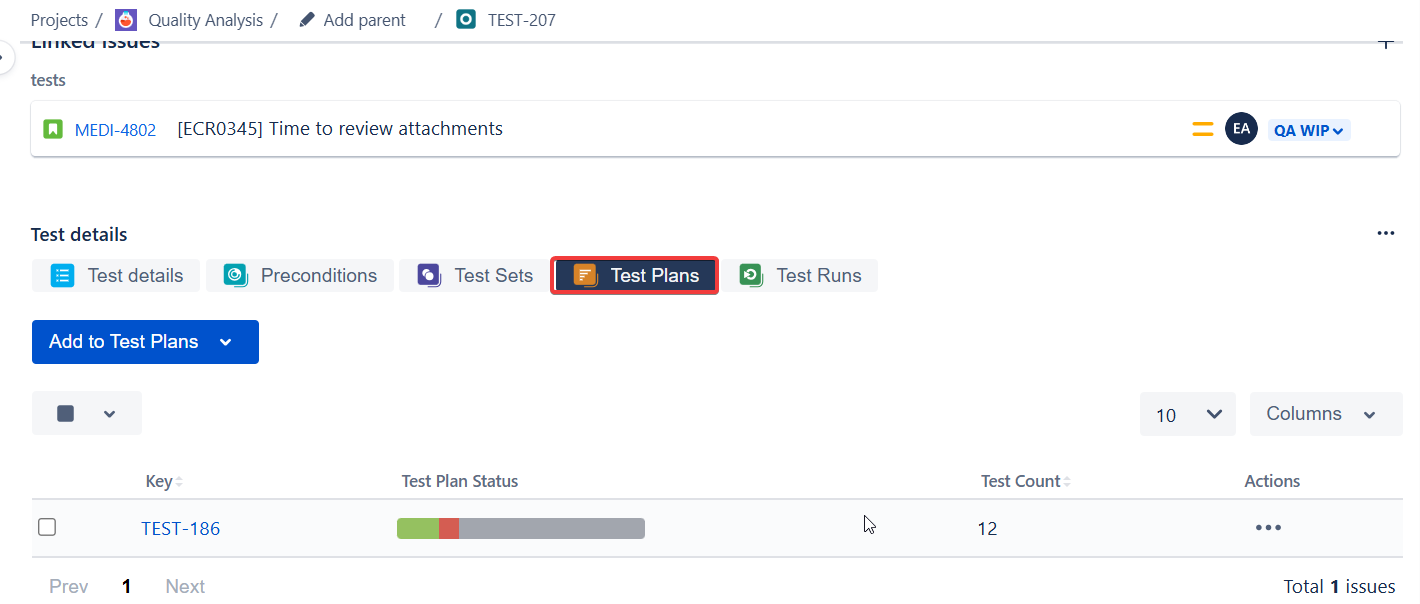 Projects / Quality Analysis / Add parent / TEST-207
Linked issues
tests
MEDI-4802 [ECR0345] Time to review attachments EA QA WIP
Test details
Test details Preconditions Test Sets Test Plans Test Runs
Add to Test Plans
10 Columns
Key Test Plan Status Test Count Actions
TEST-186 12
Prev 1 Next Total 1 issues